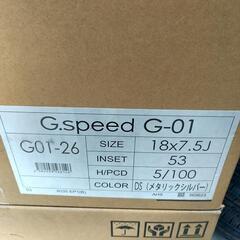 G.speed G-01
G01-26
SIZE 18x7.5J
INSET 53
H/PCD 5/100
COLOR DS (メタリックシルバー)